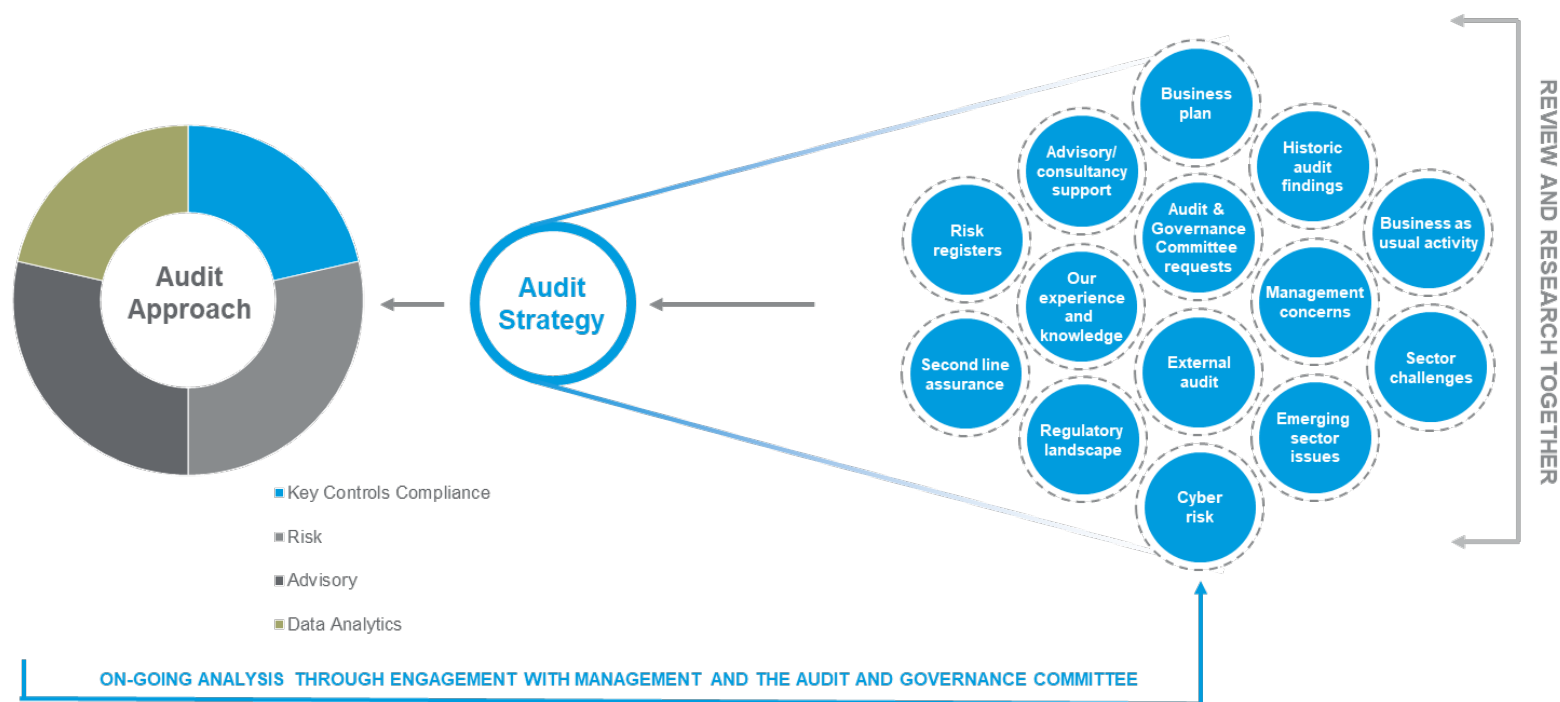 Audit
Approach
Key Controls Compliance
Risk
Advisory
Data Analytics
Audit
Strategy
Business
plan
Advisory/
consultancy
support
Historic
audit
findings
Risk
registers
Audit &
Governance
Committee
requests
Business as
usual activity
Our
experience
and
knowledge
Management
concerns
Second line
assurance
External
audit
Sector
challenges
Regulatory
landscape
Emerging
sector
issues
Cyber
risk
REVIEW AND RESEARCH TOGETHER
ON-GOING ANALYSIS THROUGH ENGAGEMENT WITH MANAGEMENT AND THE AUDIT AND GOVERNANCE COMMITTEE